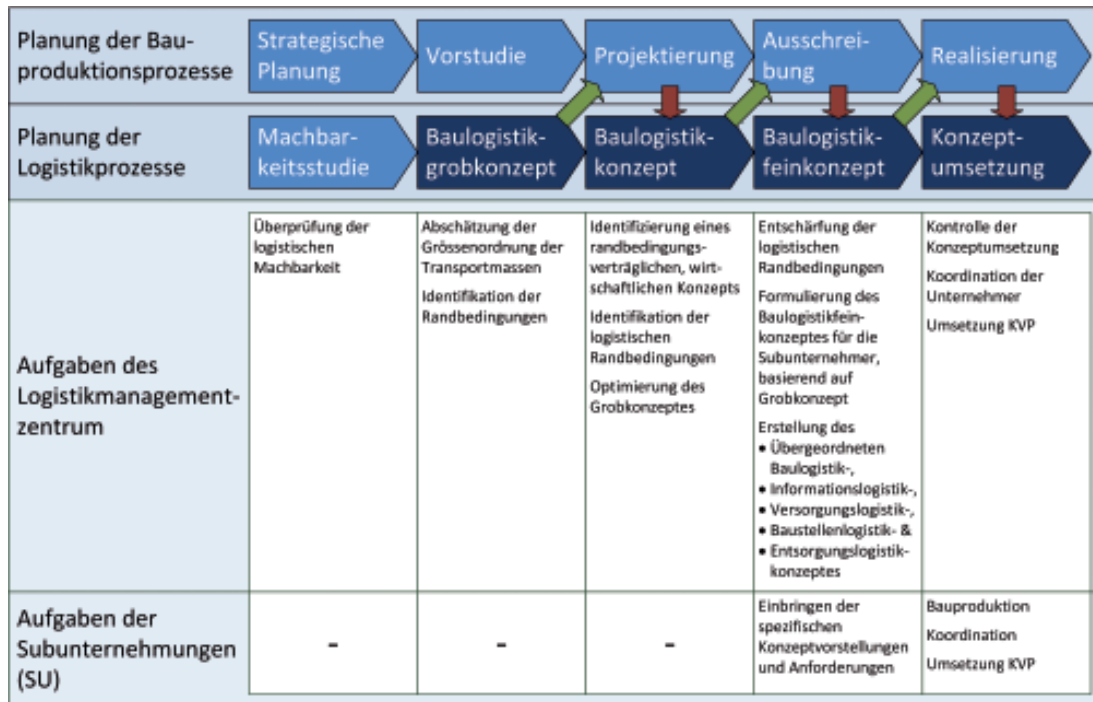 Planung der Bau-
produktionsprozesse
Strategische
Planung
Vorstudie
Projektierung
Ausschrei-
bung
Realisierung
Planung der
Logistikprozesse
Machbar-
keitsstudie
Baulogistik-
grobkonzept
Baulogistik-
konzept
Baulogistik-
feinkonzept
Konzept-
umsetzung
Aufgaben des
Logistikmanagement-
zentrum
Überprüfung der
logistischen
Machbarkeit
Abschätzung der
Grössenordnung der
Transportmassen
Identifikation der
Randbedingungen
Identifizierung eines
randbedingungs-
verträglichen, wirt-
schaftlichen Konzepts
Identifikation der
logistischen
Randbedingungen
Optimierung des
Grobkonzeptes
Entschärfung der
logistischen
Randbedingungen
Formulierung des
Baulogistikfein-
konzeptes für die
Subunternehmer,
basierend auf
Grobkonzept
Erstellung des
• Übergeordneten
Baulogistik-,
• Informationslogistik-,
• Versorgungslogistik-,
• Baustellenlogistik- &
• Entsorgungslogistik-
konzeptes
Kontrolle der
Konzeptumsetzung
Koordination der
Unternehmer
Umsetzung KVP
Aufgaben der
Subunternehmungen
(SU)
-
-
-
Einbringen der
spezifischen
Konzeptvorstellungen
und Anforderungen
Bauproduktion
Koordination
Umsetzung KVP